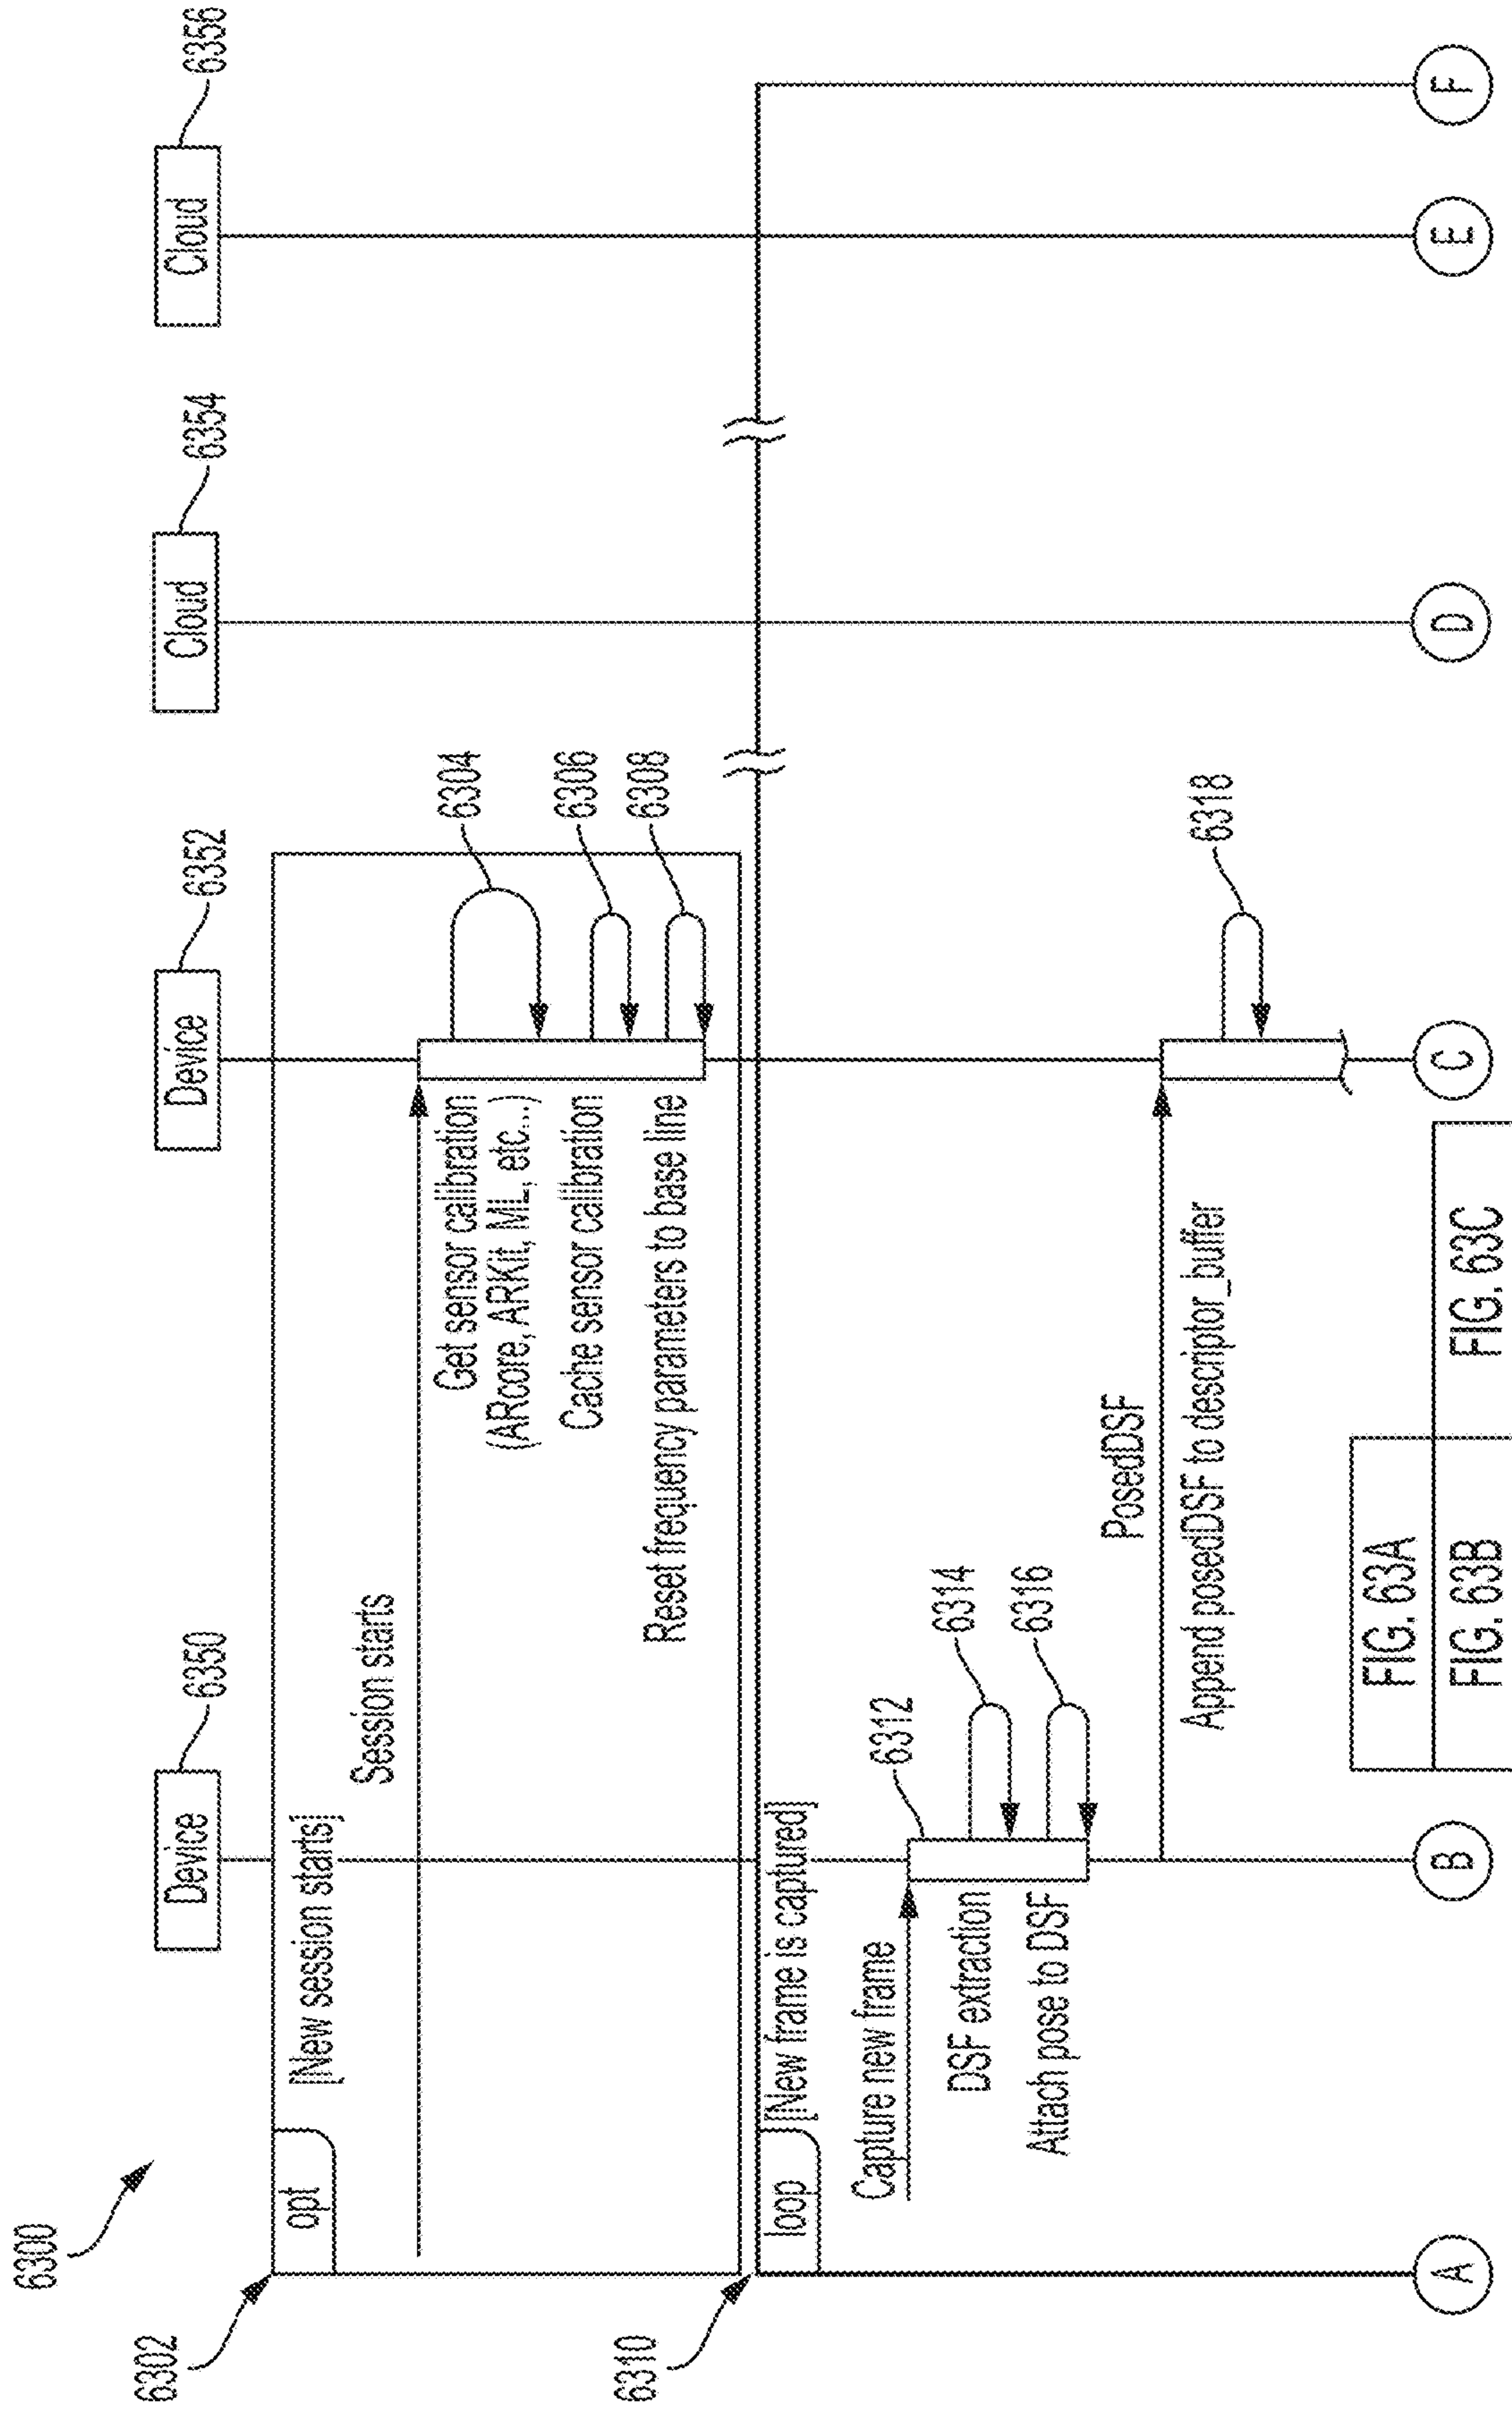 6300
6302
Device
6350
Device
6352
Cloud
6354
Cloud
6356
opt
[New session starts]
Session starts
Get sensor calibration
(ARcore, ARKit, ML, etc...)
6304
Cache sensor calibration
6306
Reset frequency parameters to base line
6308
6310
loop
[New frame is captured]
Capture new frame
6312
DSF extraction
6314
Attach pose to DSF
6316
PosedDSF
Append posedDSF to descriptor_buffer
6318
FIG. 63A
FIG. 63B
FIG. 63C
A
B
C
D
E
F